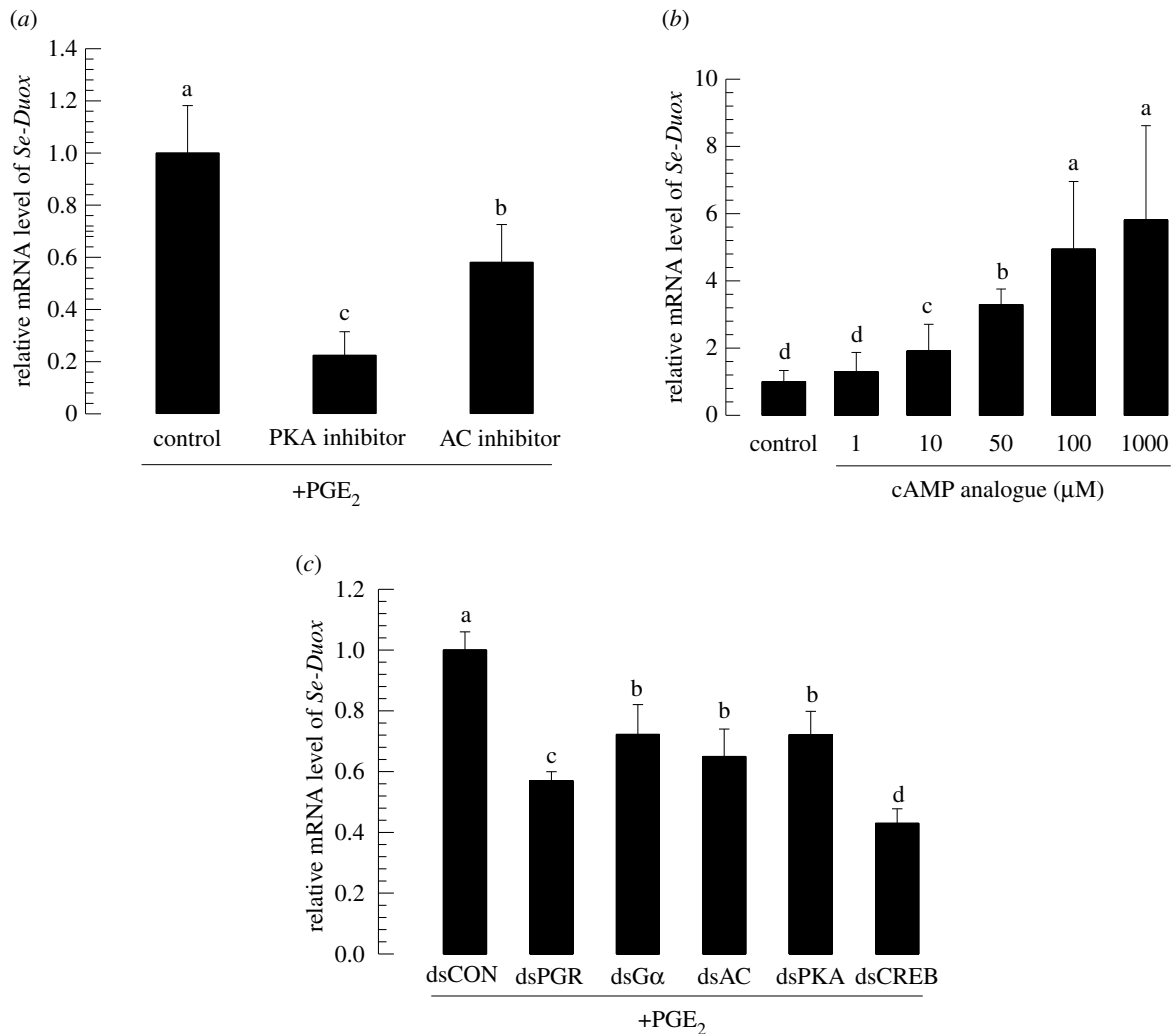 (a)
relative mRNA level of Se-Duox
1.4
1.2
1.0
0.8
0.6
0.4
0.2
0
a
c
b
control PKA inhibitor AC inhibitor
+PGE2
(b)
relative mRNA level of Se-Duox
10
8
6
4
2
0
d
d
c
b
a
a
control 1 10 50 100 1000
cAMP analogue (µM)
(c)
relative mRNA level of Se-Duox
1.2
1.0
0.8
0.6
0.4
0.2
0.0
a
c
b
b
b
d
dsCON dsPGR dsGα dsAC dsPKA dsCREB
+PGE2